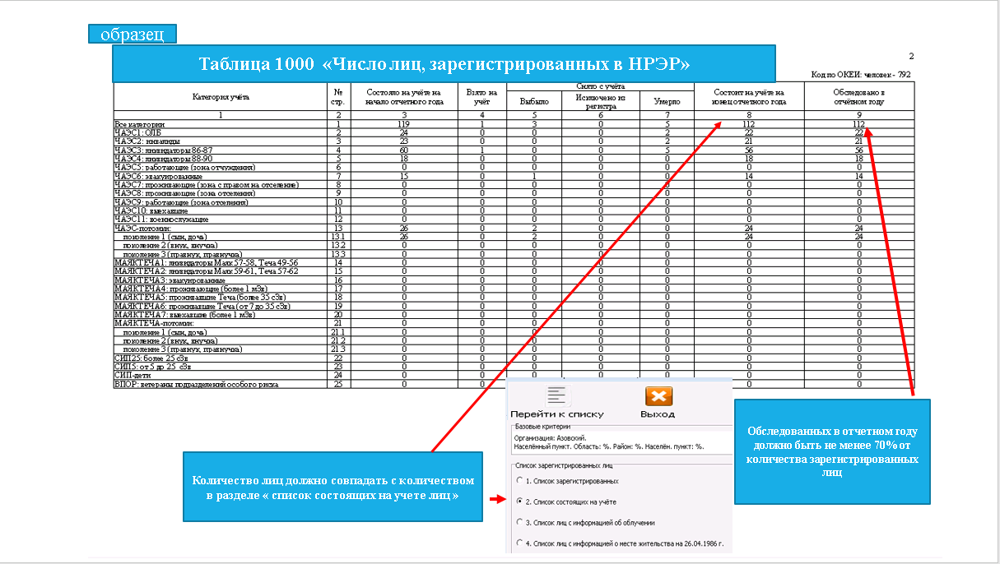 образец
Таблица 1000 «Число лиц, зарегистрированных в НРЭР»
2
Код по ОКЕИ: человек - 792
Категория учёта № стр. Состояло на учёте на начало отчетного года Взято на учёт Снято с учёта Состоит на учёте на конец отчетного года Обследовано в отчётном году
Выбыло Исключено из регистра Умерло
1 2 3 4 5 6 7 8 9
Все категории 1 119 1 3 0 5 112 112
ЧАЭС1: ОЛБ 2 24 0 0 0 2 22 22
ЧАЭС2: инвалиды 3 23 0 0 0 2 21 21
ЧАЭС3: ликвидаторы 86-87 4 60 1 0 0 5 56 56
ЧАЭС4: ликвидаторы 88-90 5 18 0 0 0 0 18 18
ЧАЭС5: работающие (зона отчуждения) 6 0 0 0 0 0 0 0
ЧАЭС6: эвакуированные 7 15 0 1 0 0 14 14
ЧАЭС7: проживающие (зона с правом на отселение) 8 0 0 0 0 0 0 0
ЧАЭС8: проживающие (зона отселения) 9 0 0 0 0 0 0 0
ЧАЭС9: работающие (зона отселения) 10 0 0 0 0 0 0 0
ЧАЭС10: выехавшие 11 0 0 0 0 0 0 0
ЧАЭС11: военнослужащие 12 0 0 0 0 0 0 0
ЧАЭС-потомки: 13 26 0 2 0 0 24 24
поколение 1 (сын, дочь) 13.1 26 0 2 0 0 24 24
поколение 2 (внук, внучка) 13.2 0 0 0 0 0 0 0
поколение 3 (правнук, правнучка) 13.3 0 0 0 0 0 0 0
МАЯКТЕЧА1: ликвидаторы Маяк 57-58, Теча 49-56 14 0 0 0 0 0 0 0
МАЯКТЕЧА2: ликвидаторы Маяк 59-61, Теча 57-62 15 0 0 0 0 0 0 0
МАЯКТЕЧА3: эвакуированные 16 0 0 0 0 0 0 0
МАЯКТЕЧА4: проживающие (более 1 мЗв) 17 0 0 0 0 0 0 0
МАЯКТЕЧА5: проживавшие Теча (более 35 сЗв) 18 0 0 0 0 0 0 0
МАЯКТЕЧА6: проживавшие Теча (от 7 до 35 сЗв) 19 0 0 0 0 0 0 0
МАЯКТЕЧА7: выехавшие (более 1 мЗв) 20 0 0 0 0 0 0 0
МАЯКТЕЧА-потомки: 21 0 0 0 0 0 0 0
поколение 1 (сын, дочь) 21.1 0 0 0 0 0 0 0
поколение 2 (внук, внучка) 21.2 0 0 0 0 0 0 0
поколение 3 (правнук, правнучка) 21.3 0 0 0 0 0 0 0
СИП25: более 25 сЗв 22 0 0 0 0 0 0 0
СИП5: от 5 до 25 сЗв 23 0 0 0 0 0 0 0
СИП-дети 24 0 0 0 0 0 0 0
ВПОР: ветераны подразделений особого риска 25 0 0 0 0 0 0 0
Перейти к списку Выход
Базовые критерии
Организация: Азовский.
Населённый пункт. Область: %. Район: %. Населён. пункт: %.
Список зарегистрированных лиц
1. Список зарегистрированных
2. Список состоящих на учёте
3. Список лиц с информацией об облучении
4. Список лиц с информацией о месте жительства на 26.04.1986 г.
Количество лиц должно совпадать с количеством
в разделе « список состоящих на учете лиц »
Обследованных в отчетном году
должно быть не менее 70% от
количества зарегистрированных
лиц